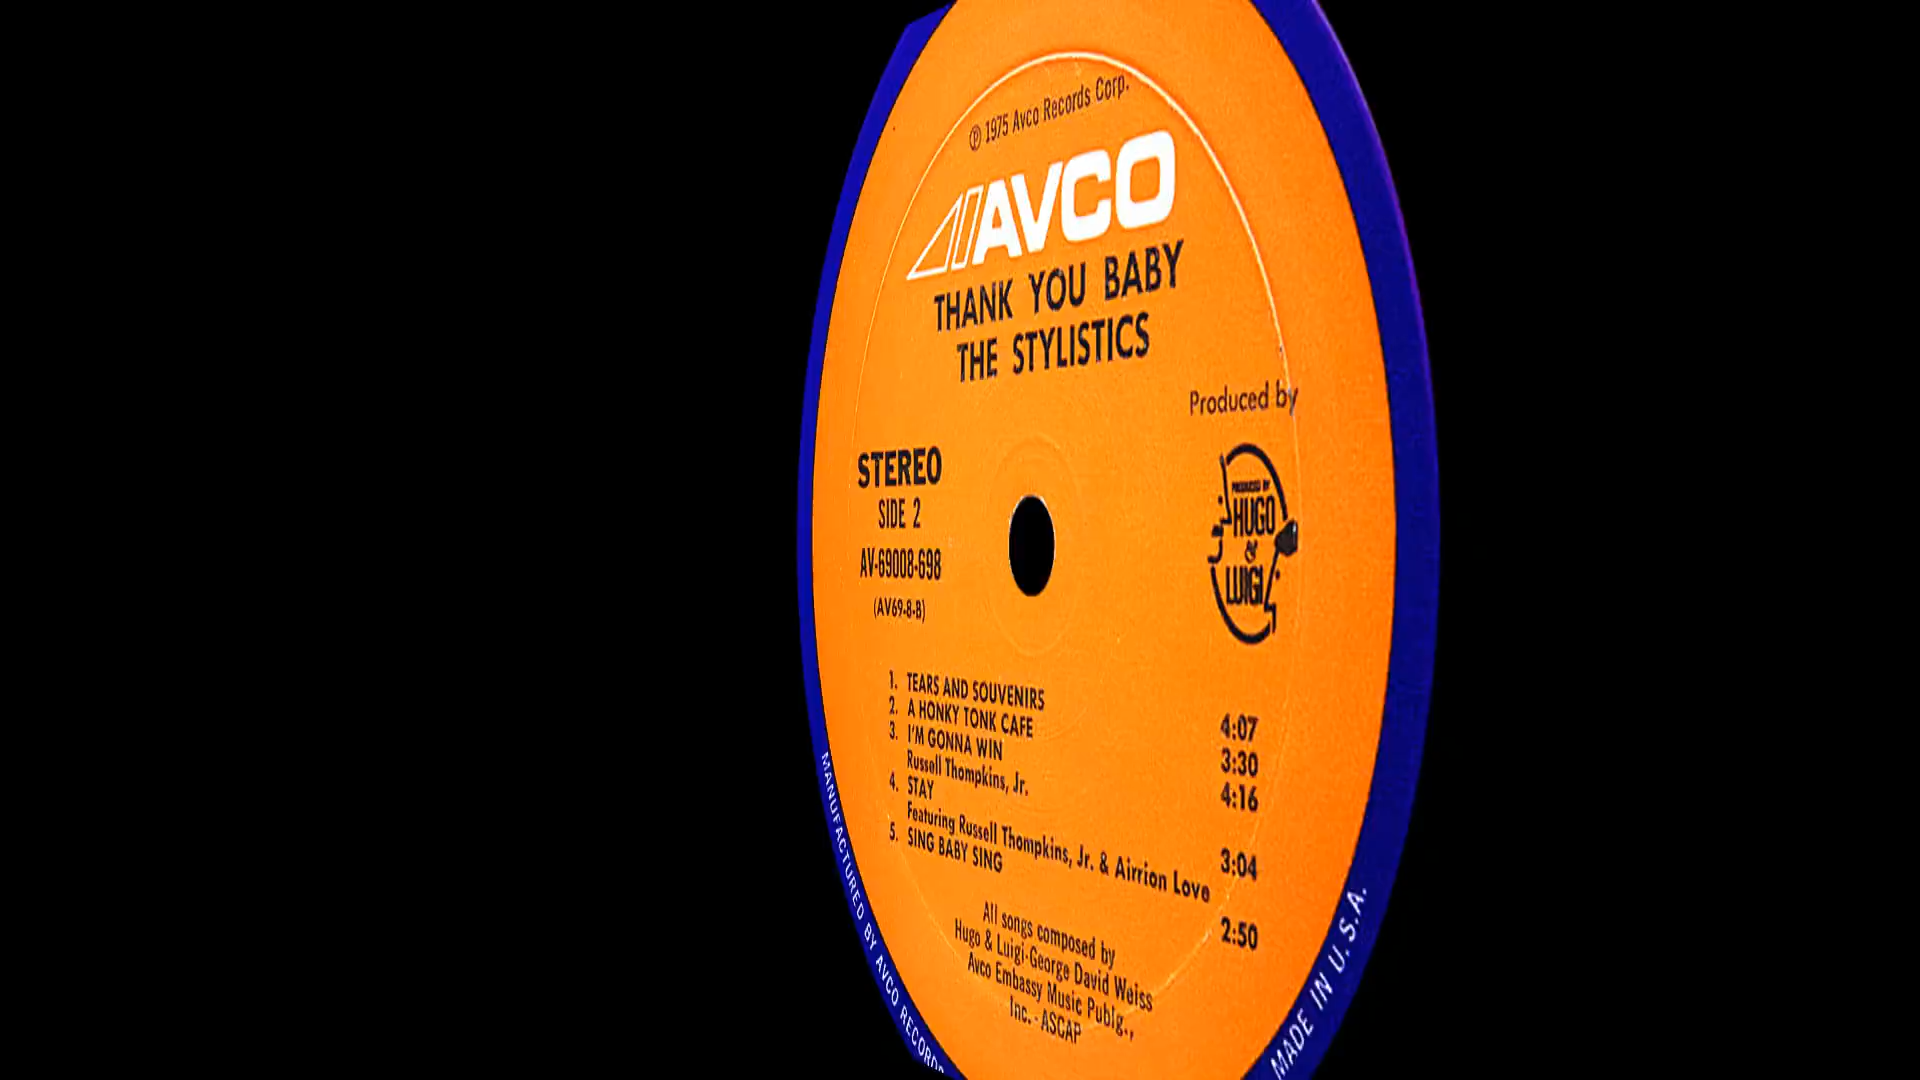 ℗ 1975 Avco Records Corp.
AVCO
THANK YOU BABY
THE STYLISTICS
Produced by
PRODUCED BY
HUGO
&
LUIGI
STEREO
SIDE 2
AV-69008-698
(AV69-8-B)
1. TEARS AND SOUVENIRS 4:07
2. A HONKY TONK CAFE 3:30
3. I'M GONNA WIN 4:16
Russell Thompkins, Jr.
4. STAY 3:04
Featuring Russell Thompkins, Jr. & Airrion Love
5. SING BABY SING 2:50
All songs composed by
Hugo & Luigi-George David Weiss
Avco Embassy Music Publg.,
Inc. - ASCAP
MANUFACTURED BY AVCO RECORDS
MADE IN U.S.A.